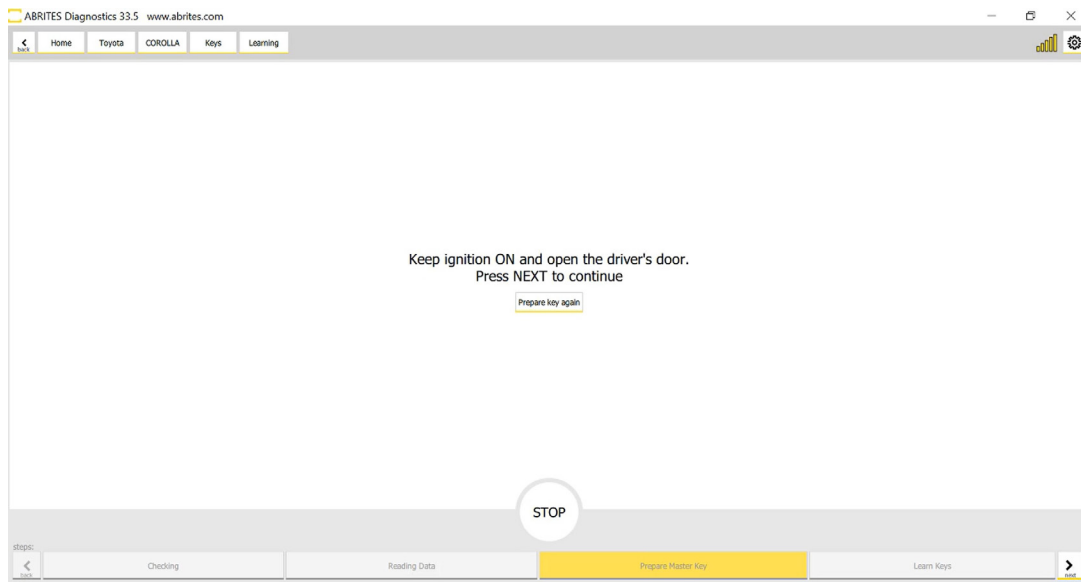 ABRITES Diagnostics 33.5 www.abrites.com
back Home Toyota COROLLA Keys Learning
Keep ignition ON and open the driver's door.
Press NEXT to continue
Prepare key again
STOP
steps:
back Checking Reading Data Prepare Master Key Learn Keys next